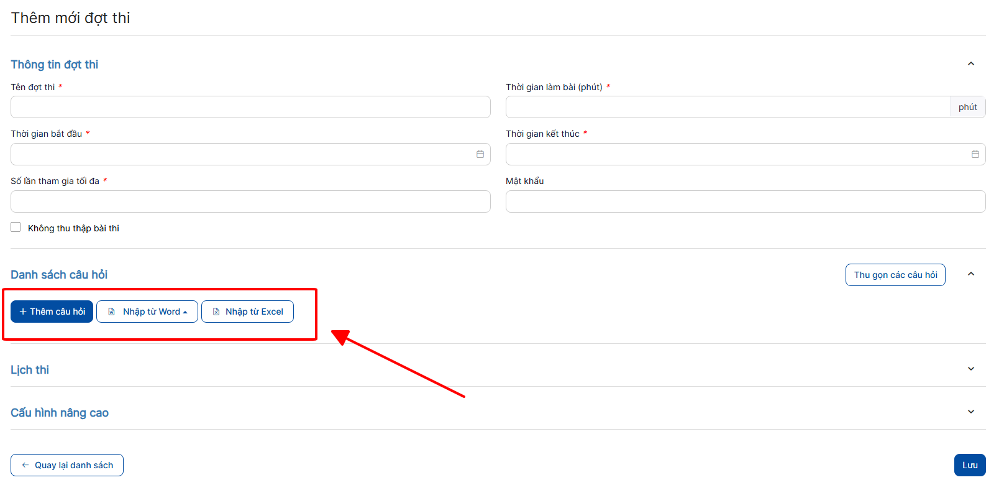 Thêm mới đợt thi
Thông tin đợt thi
Tên đợt thi *
Thời gian làm bài (phút) *
phút
Thời gian bắt đầu *
Thời gian kết thúc *
Số lần tham gia tối đa *
Mật khẩu
Không thu thập bài thi
Danh sách câu hỏi
Thu gọn các câu hỏi
+ Thêm câu hỏi
Nhập từ Word
Nhập từ Excel
Lịch thi
Cấu hình nâng cao
← Quay lại danh sách
Lưu